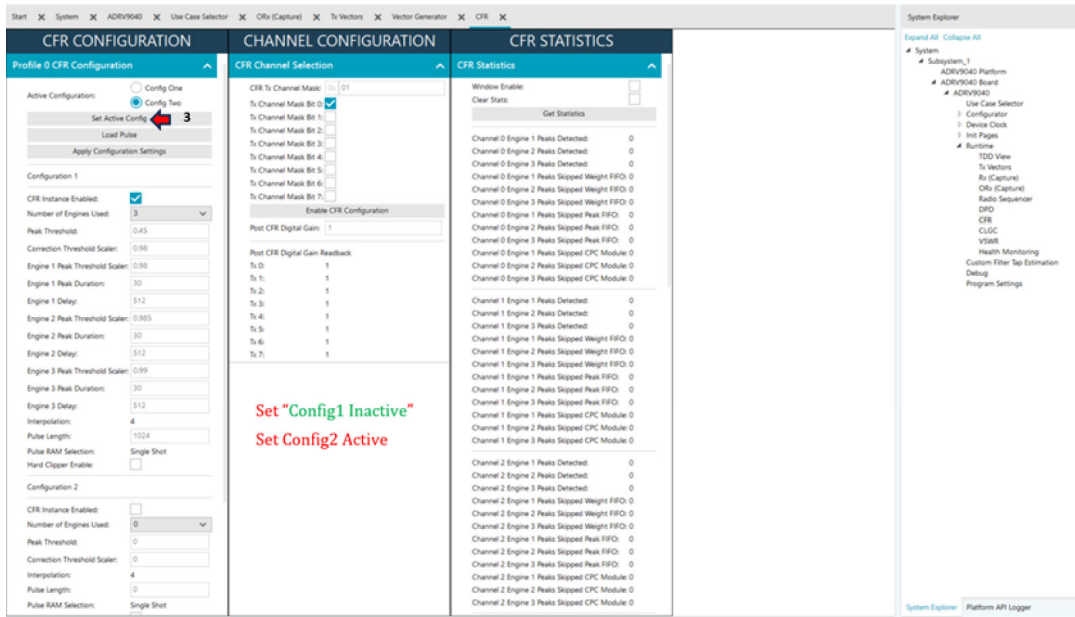 Start X System X ADRV9040 X Use Case Selector X ORx (Capture) X Tx Vectors X Vector Generator X CFR X
CFR CONFIGURATION
Profile 0 CFR Configuration
Active Configuration:
Config One
Config Two
Set Active Config 3
Load Pulse
Apply Configuration Settings
Configuration 1
CFR Instance Enabled:
Number of Engines Used: 3
Peak Threshold: 0.45
Correction Threshold Scaler: 0.98
Engine 1 Peak Threshold Scaler: 0.98
Engine 1 Peak Duration: 30
Engine 1 Delay: 512
Engine 2 Peak Threshold Scaler: 0.985
Engine 2 Peak Duration: 30
Engine 2 Delay: 512
Engine 3 Peak Threshold Scaler: 0.99
Engine 3 Peak Duration: 30
Engine 3 Delay: 512
Interpolation: 4
Pulse Length: 1024
Pulse RAM Selection: Single Shot
Hard Clipper Enable:
Configuration 2
CFR Instance Enabled:
Number of Engines Used: 0
Peak Threshold: 0
Correction Threshold Scaler: 0
Interpolation: 4
Pulse Length: 0
Pulse RAM Selection: Single Shot
CHANNEL CONFIGURATION
CFR Channel Selection
CFR Tx Channel Mask: 0x 01
Tx Channel Mask Bit 0:
Tx Channel Mask Bit 1:
Tx Channel Mask Bit 2:
Tx Channel Mask Bit 3:
Tx Channel Mask Bit 4:
Tx Channel Mask Bit 5:
Tx Channel Mask Bit 6:
Tx Channel Mask Bit 7:
Enable CFR Configuration
Post CFR Digital Gain: 1
Post CFR Digital Gain Readback
Tx 0: 1
Tx 1: 1
Tx 2: 1
Tx 3: 1
Tx 4: 1
Tx 5: 1
Tx 6: 1
Tx 7: 1
Set "Config1 Inactive"
Set Config2 Active
CFR STATISTICS
CFR Statistics
Window Enable:
Clear Stats:
Get Statistics
Channel 0 Engine 1 Peaks Detected: 0
Channel 0 Engine 2 Peaks Detected: 0
Channel 0 Engine 3 Peaks Detected: 0
Channel 0 Engine 1 Peaks Skipped Weight FIFO: 0
Channel 0 Engine 2 Peaks Skipped Weight FIFO: 0
Channel 0 Engine 3 Peaks Skipped Weight FIFO: 0
Channel 0 Engine 1 Peaks Skipped Peak FIFO: 0
Channel 0 Engine 2 Peaks Skipped Peak FIFO: 0
Channel 0 Engine 3 Peaks Skipped Peak FIFO: 0
Channel 0 Engine 1 Peaks Skipped CPC Module: 0
Channel 0 Engine 2 Peaks Skipped CPC Module: 0
Channel 0 Engine 3 Peaks Skipped CPC Module: 0
Channel 1 Engine 1 Peaks Detected: 0
Channel 1 Engine 2 Peaks Detected: 0
Channel 1 Engine 3 Peaks Detected: 0
Channel 1 Engine 1 Peaks Skipped Weight FIFO: 0
Channel 1 Engine 2 Peaks Skipped Weight FIFO: 0
Channel 1 Engine 3 Peaks Skipped Weight FIFO: 0
Channel 1 Engine 1 Peaks Skipped Peak FIFO: 0
Channel 1 Engine 2 Peaks Skipped Peak FIFO: 0
Channel 1 Engine 3 Peaks Skipped Peak FIFO: 0
Channel 1 Engine 1 Peaks Skipped CPC Module: 0
Channel 1 Engine 2 Peaks Skipped CPC Module: 0
Channel 1 Engine 3 Peaks Skipped CPC Module: 0
Channel 2 Engine 1 Peaks Detected: 0
Channel 2 Engine 2 Peaks Detected: 0
Channel 2 Engine 3 Peaks Detected: 0
Channel 2 Engine 1 Peaks Skipped Weight FIFO: 0
Channel 2 Engine 2 Peaks Skipped Weight FIFO: 0
Channel 2 Engine 3 Peaks Skipped Weight FIFO: 0
Channel 2 Engine 1 Peaks Skipped Peak FIFO: 0
Channel 2 Engine 2 Peaks Skipped Peak FIFO: 0
Channel 2 Engine 3 Peaks Skipped Peak FIFO: 0
Channel 2 Engine 1 Peaks Skipped CPC Module: 0
Channel 2 Engine 2 Peaks Skipped CPC Module: 0
Channel 2 Engine 3 Peaks Skipped CPC Module: 0
System Explorer
Expand All Collapse All
System
Subsystem_1
ADRV9040 Platform
ADRV9040 Board
ADRV9040
Use Case Selector
Configurator
Device Clock
Init Pages
Runtime
TDD View
Tx Vectors
Rx (Capture)
ORx (Capture)
Radio Sequencer
DPD
CFR
CLGC
VSWR
Health Monitoring
Custom Filter Tap Estimation
Debug
Program Settings
System Explorer Platform API Logger